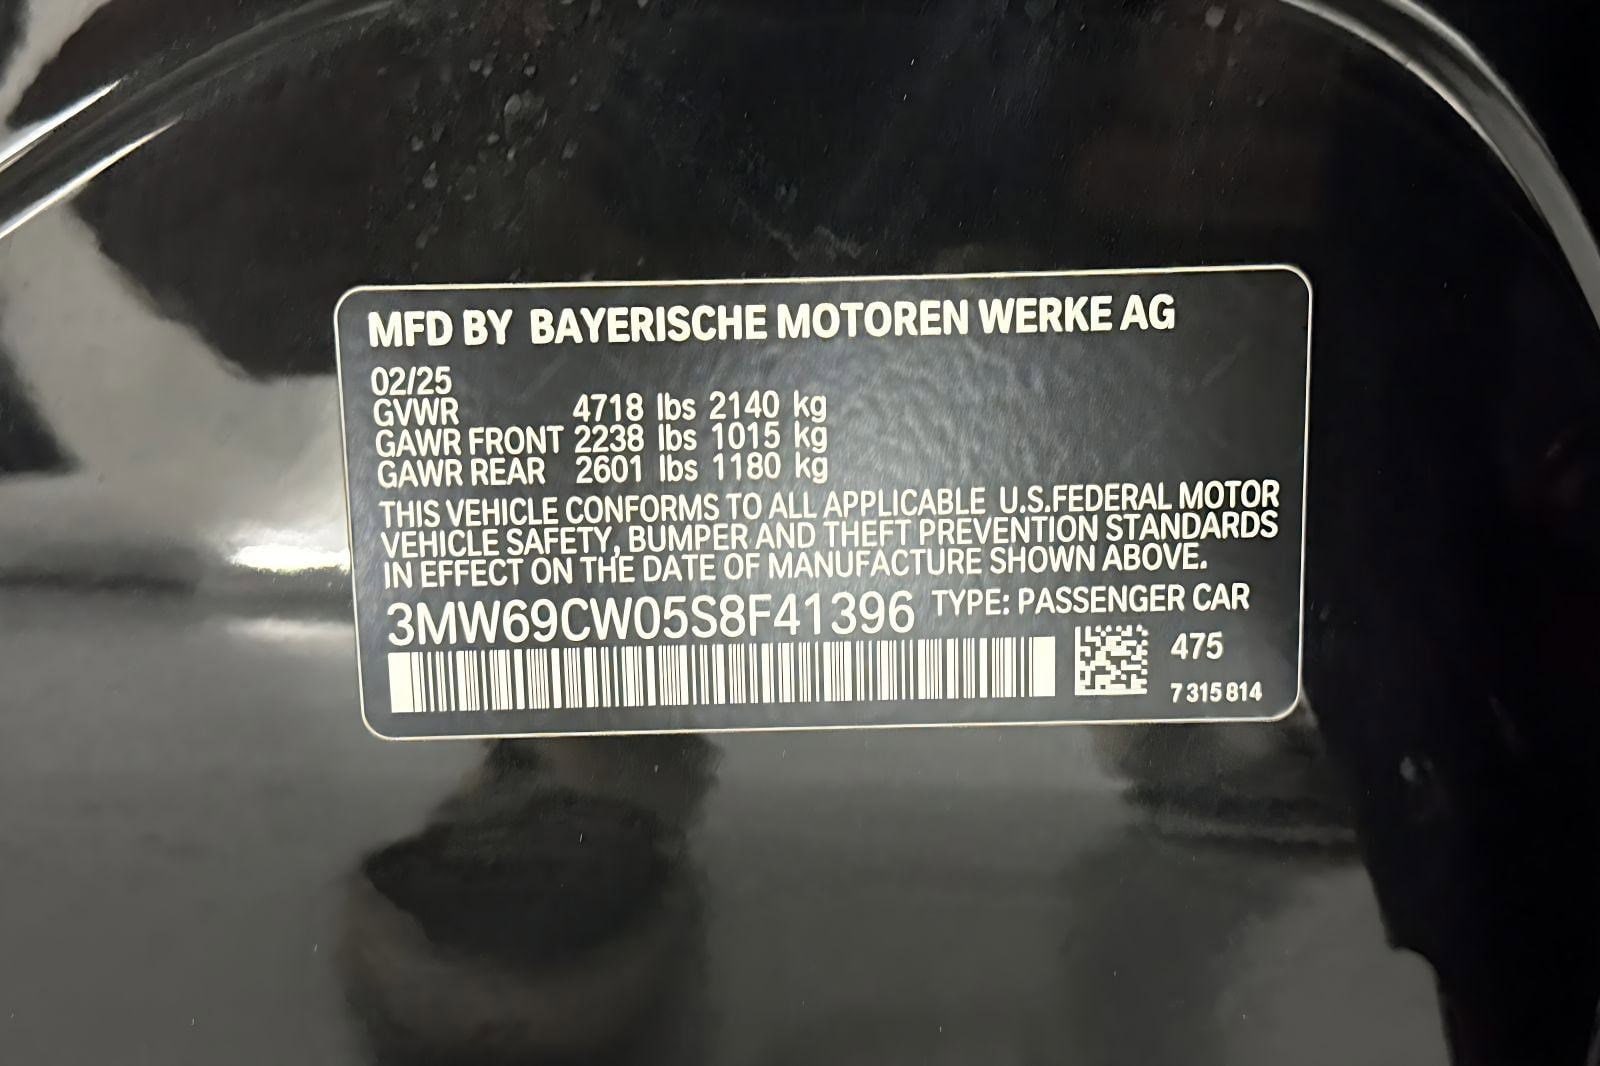 MFD BY BAYERISCHE MOTOREN WERKE AG
02/25
GVWR 4718 lbs 2140 kg
GAWR FRONT 2238 lbs 1015 kg
GAWR REAR 2601 lbs 1180 kg
THIS VEHICLE CONFORMS TO ALL APPLICABLE U.S.FEDERAL MOTOR
VEHICLE SAFETY, BUMPER AND THEFT PREVENTION STANDARDS
IN EFFECT ON THE DATE OF MANUFACTURE SHOWN ABOVE.
3MW69CW05S8F41396 TYPE: PASSENGER CAR
475
7 315 814